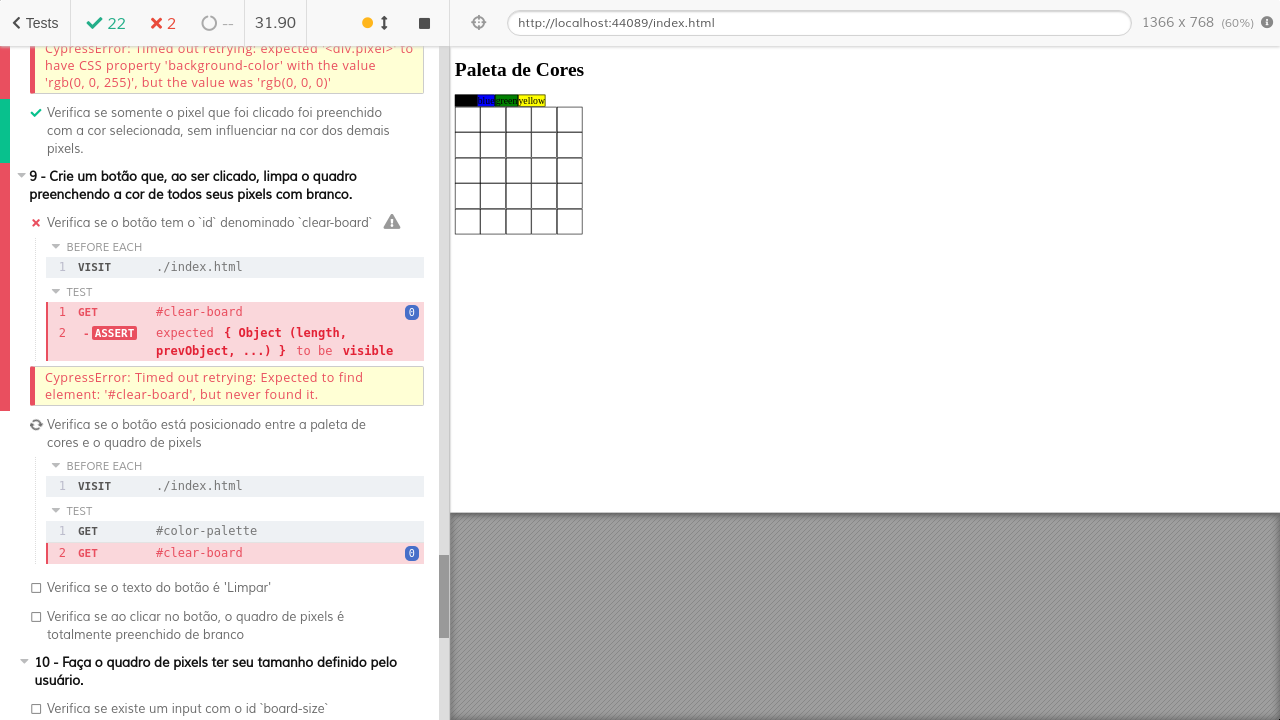 Tests
22
2
--
31.90
http://localhost:44089/index.html
1366 x 768 (60%)
CypressError: Timed out retrying: expected '<div.pixel>' to
have CSS property 'background-color' with the value
'rgb(0, 0, 255)', but the value was 'rgb(0, 0, 0)'
Verifica se somente o pixel que foi clicado foi preenchido
com a cor selecionada, sem influenciar na cor dos demais
pixels.
9 - Crie um botão que, ao ser clicado, limpa o quadro
preenchendo a cor de todos seus pixels com branco.
Verifica se o botão tem o `id` denominado `clear-board`
BEFORE EACH
1 VISIT ./index.html
TEST
1 GET #clear-board 0
2 -ASSERT expected { Object (length,
prevObject, ...) } to be visible
CypressError: Timed out retrying: Expected to find
element: '#clear-board', but never found it.
Verifica se o botão está posicionado entre a paleta de
cores e o quadro de pixels
BEFORE EACH
1 VISIT ./index.html
TEST
1 GET #color-palette
2 GET #clear-board 0
Verifica se o texto do botão é 'Limpar'
Verifica se ao clicar no botão, o quadro de pixels é
totalmente preenchido de branco
10 - Faça o quadro de pixels ter seu tamanho definido pelo
usuário.
Verifica se existe um input com o id `board-size`
Paleta de Cores
green yellow